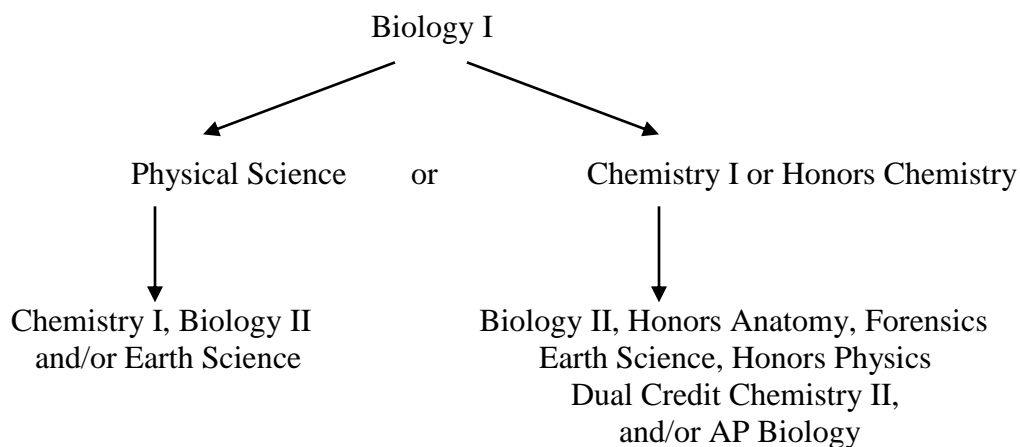 Biology I
Physical Science or Chemistry I or Honors Chemistry
Chemistry I, Biology II
and/or Earth Science
Biology II, Honors Anatomy, Forensics
Earth Science, Honors Physics
Dual Credit Chemistry II,
and/or AP Biology